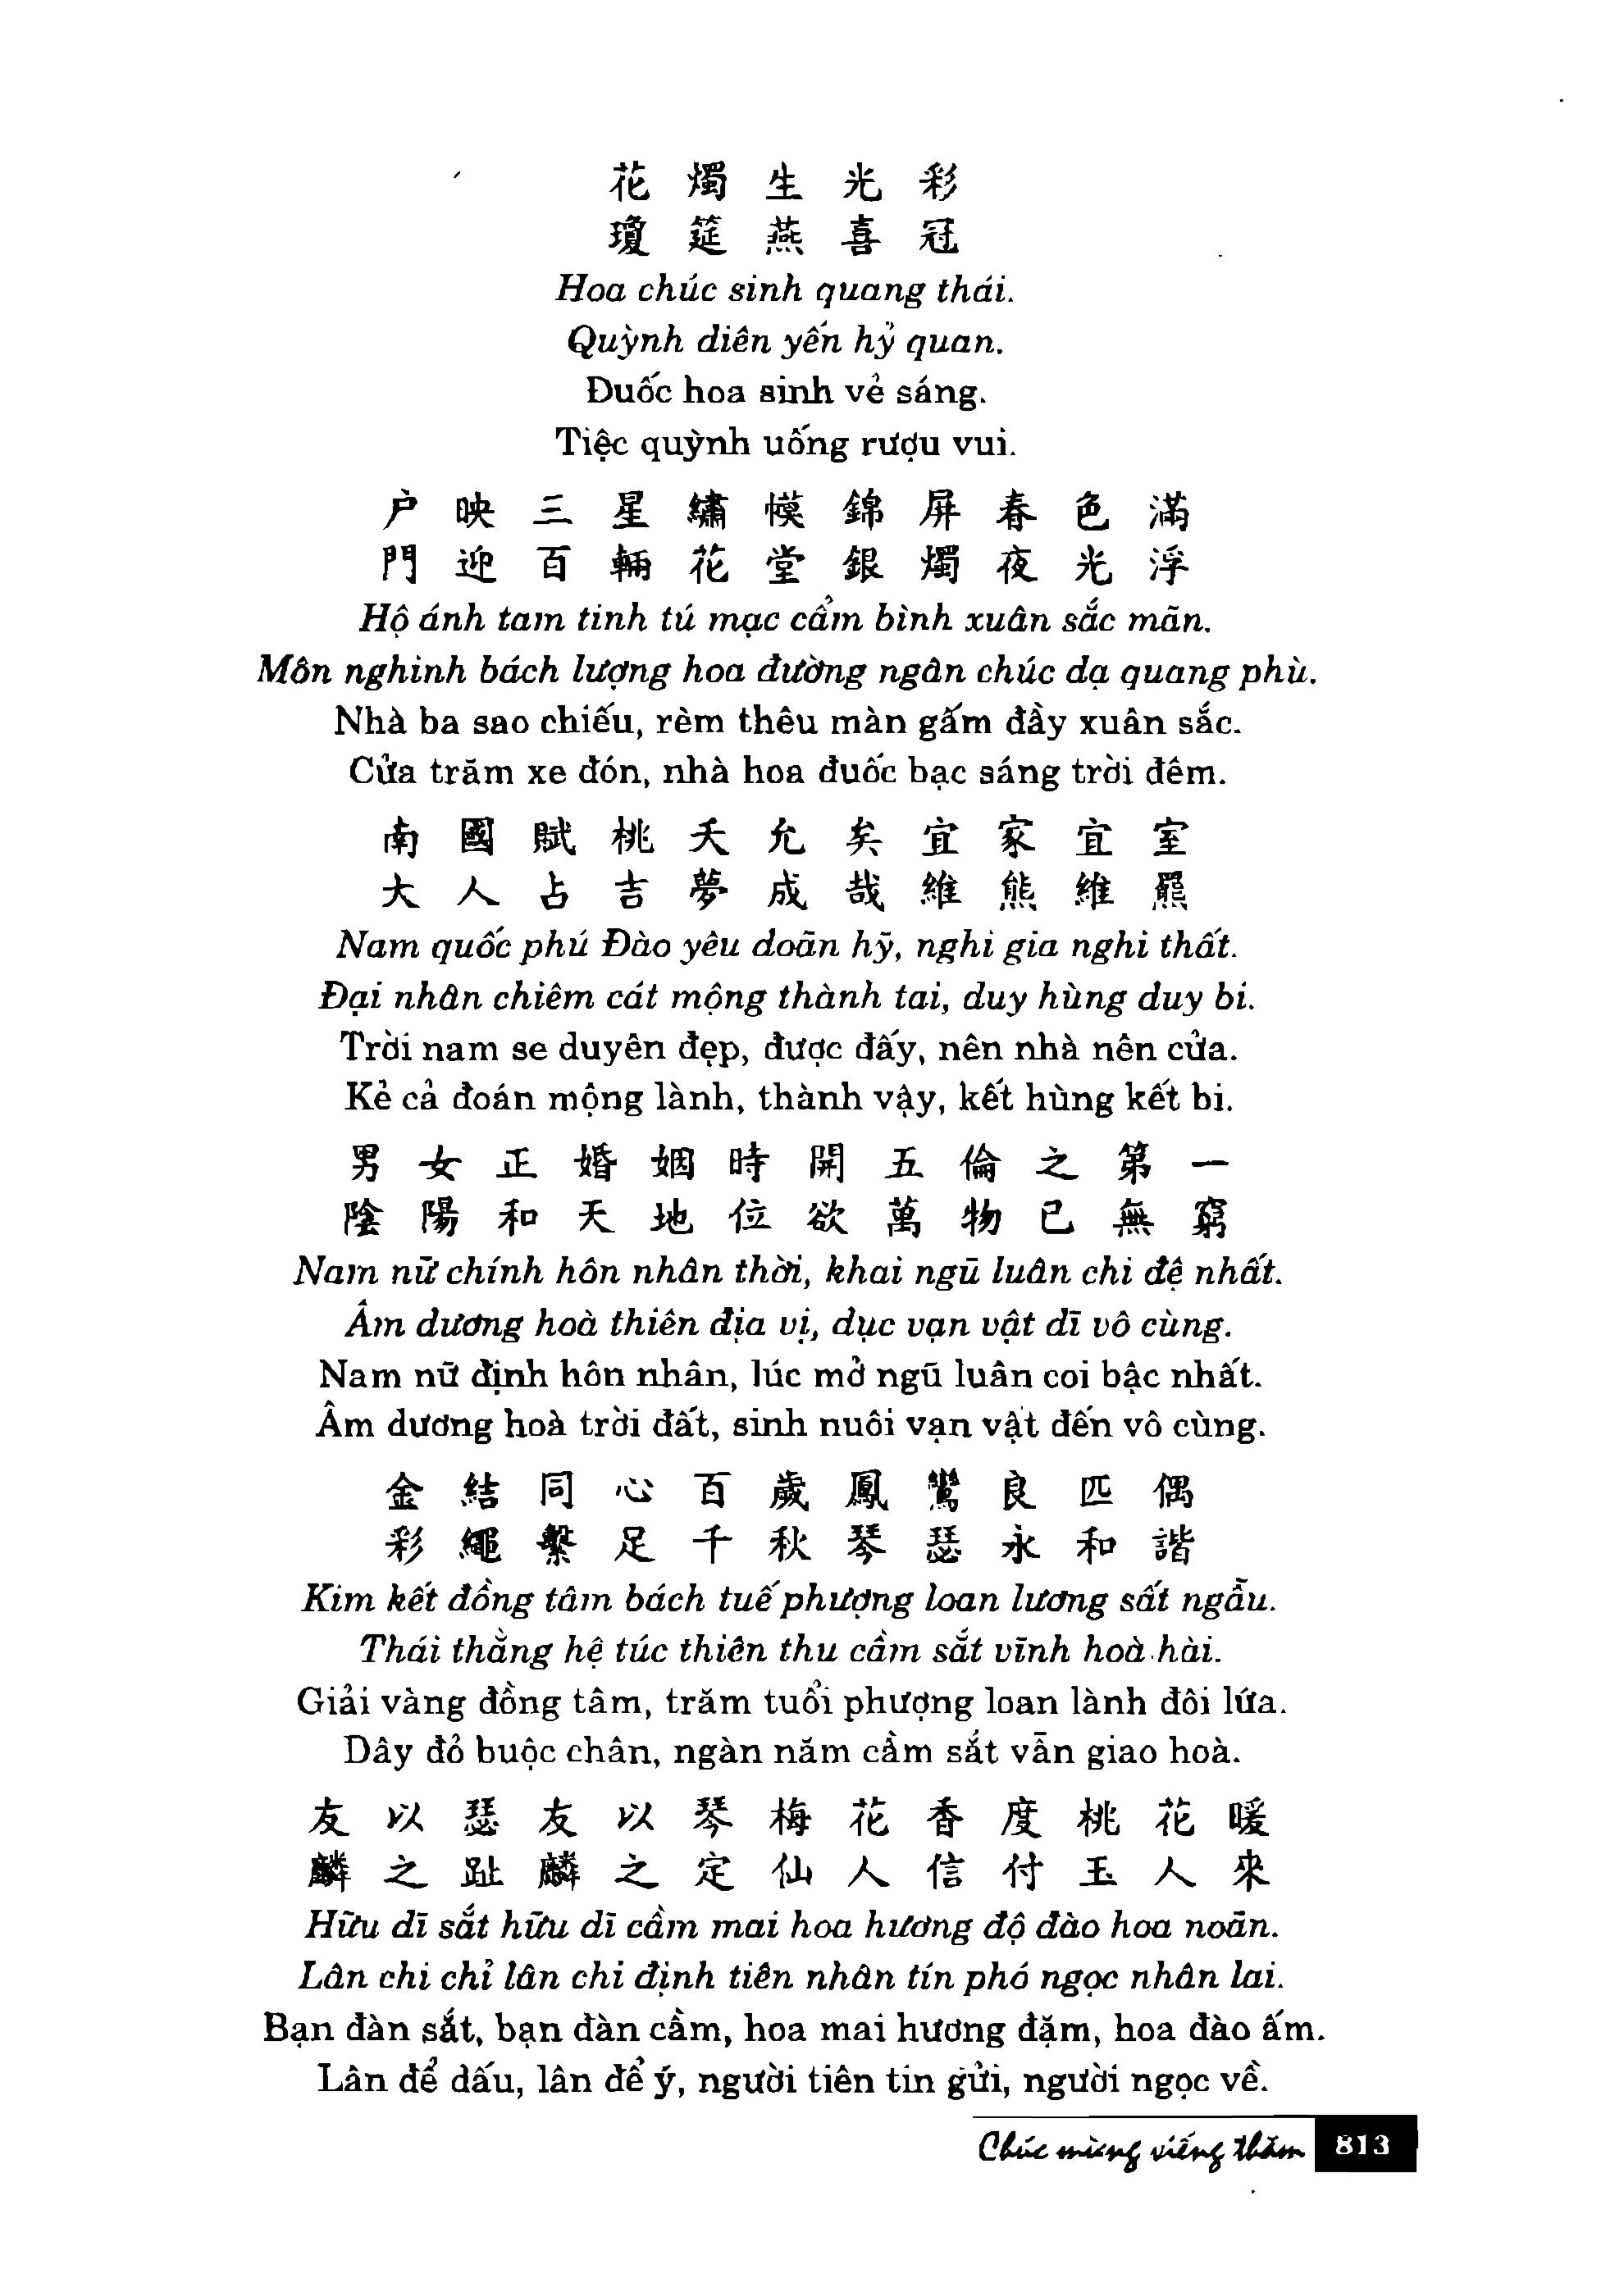 花 燭 生 光 彩
瓊 筵 燕 喜 冠
Hoa chúc sinh quang thái.
Quỳnh diên yến hỷ quan.
Đuốc hoa sinh vẻ sáng.
Tiệc quỳnh uống rượu vui.
户 映 三 星 繡 幙 錦 屏 春 色 滿
門 迎 百 輛 花 堂 銀 燭 夜 光 浮
Hộ ánh tam tinh tú mạc cẩm bình xuân sắc mãn.
Môn nghinh bách lượng hoa đường ngân chúc dạ quang phù.
Nhà ba sao chiếu, rèm thêu màn gấm đầy xuân sắc.
Cửa trăm xe đón, nhà hoa đuốc bạc sáng trời đêm.
南 國 賦 桃 夭 允 矣 宜 家 宜 室
大 人 占 吉 夢 成 哉 維 熊 維 羆
Nam quốc phú Đào yêu doãn hỹ, nghi gia nghi thất.
Đại nhân chiêm cát mộng thành tai, duy hùng duy bi.
Trời nam se duyên đẹp, được đấy, nên nhà nên cửa.
Kẻ cả đoán mộng lành, thành vậy, kết hùng kết bi.
男 女 正 婚 姻 時 開 五 倫 之 第 一
陰 陽 和 天 地 位 欲 萬 物 已 無 窮
Nam nữ chính hôn nhân thời, khai ngũ luân chi đệ nhất.
Âm dương hoà thiên địa vị, dục vạn vật dĩ vô cùng.
Nam nữ định hôn nhân, lúc mở ngũ luân coi bậc nhất.
Âm dương hoà trời đất, sinh nuôi vạn vật đến vô cùng.
金 結 同 心 百 歲 鳳 鸞 良 匹 偶
彩 繩 繫 足 千 秋 琴 瑟 永 和 諧
Kim kết đồng tâm bách tuế phượng loan lương sất ngẫu.
Thái thằng hệ túc thiên thu cầm sắt vĩnh hoà hài.
Giải vàng đồng tâm, trăm tuổi phượng loan lành đôi lứa.
Dây đỏ buộc chân, ngàn năm cầm sắt vẫn giao hoà.
友 以 瑟 友 以 琴 梅 花 香 度 桃 花 暖
麟 之 趾 麟 之 定 仙 人 信 付 玉 人 來
Hữu dĩ sắt hữu dĩ cầm mai hoa hương độ đào hoa noãn.
Lân chi chỉ lân chi định tiên nhân tín phó ngọc nhân lai.
Bạn đàn sắt, bạn đàn cầm, hoa mai hương đặm, hoa đào ấm.
Lân để dấu, lân để ý, người tiên tin gửi, người ngọc về.
Chúc mừng viếng thăm 813